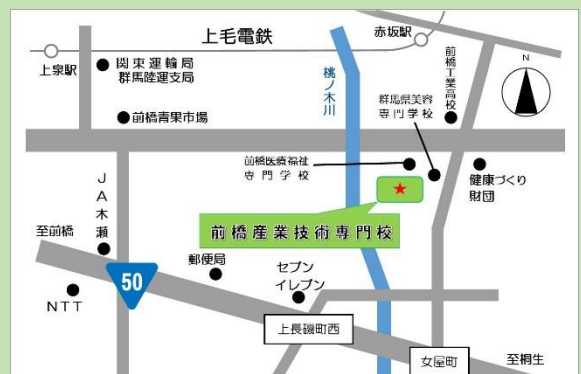 上毛電鉄
赤坂駅
上泉駅
関東運輸局
群馬陸運支局
桃ノ木川
前橋工業高校
N
群馬県美容
専門学校
前橋青果市場
前橋医療福祉
専門学校
健康づくり
財団
JA木瀬
至前橋
前橋産業技術専門校
50
郵便局
セブン
イレブン
NTT
上長磯町西
女屋町
至桐生